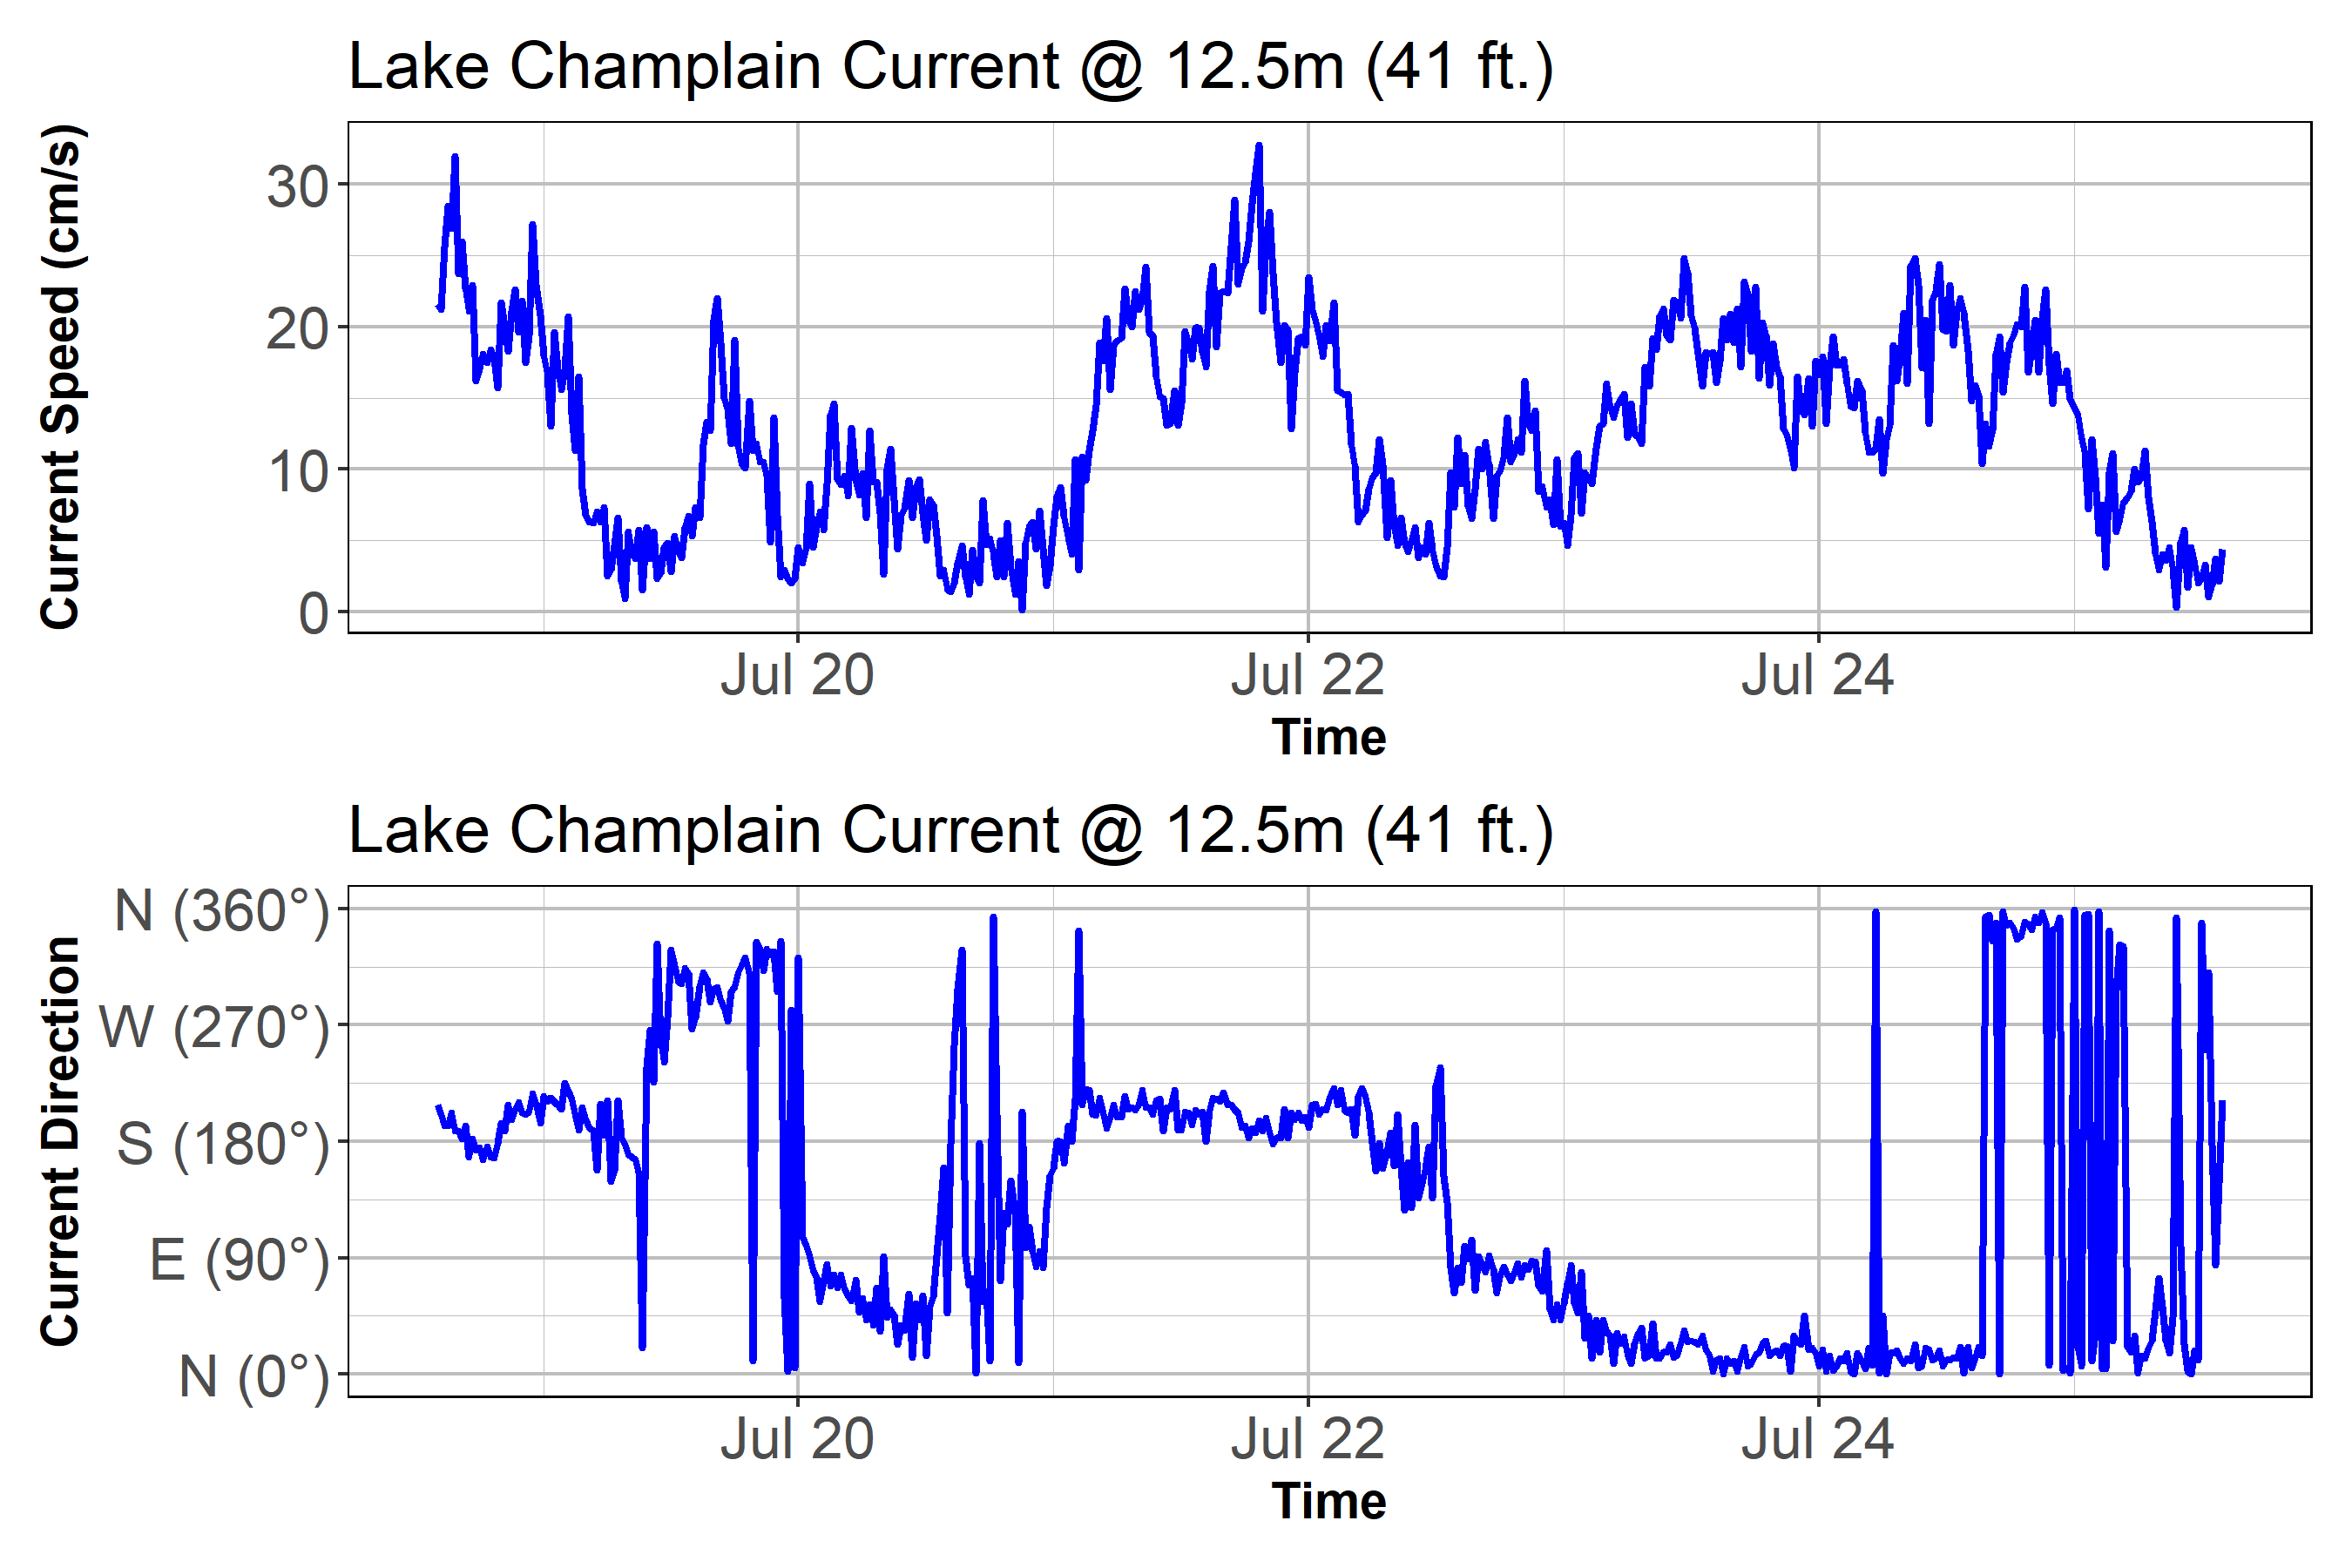 Lake Champlain Current @ 12.5m (41 ft.)
Current Speed (cm/s)
30
20
10
0
Jul 20
Jul 22
Jul 24
Time
Lake Champlain Current @ 12.5m (41 ft.)
Current Direction
N (360°)
W (270°)
S (180°)
E (90°)
N (0°)
Jul 20
Jul 22
Jul 24
Time